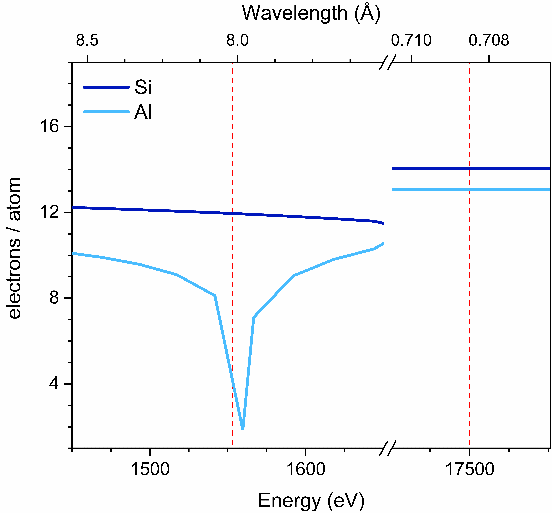 Wavelength (Å)
8.5 8.0 0.710 0.708
Si
Al
16
12
8
4
electrons / atom
1500 1600 17500
Energy (eV)